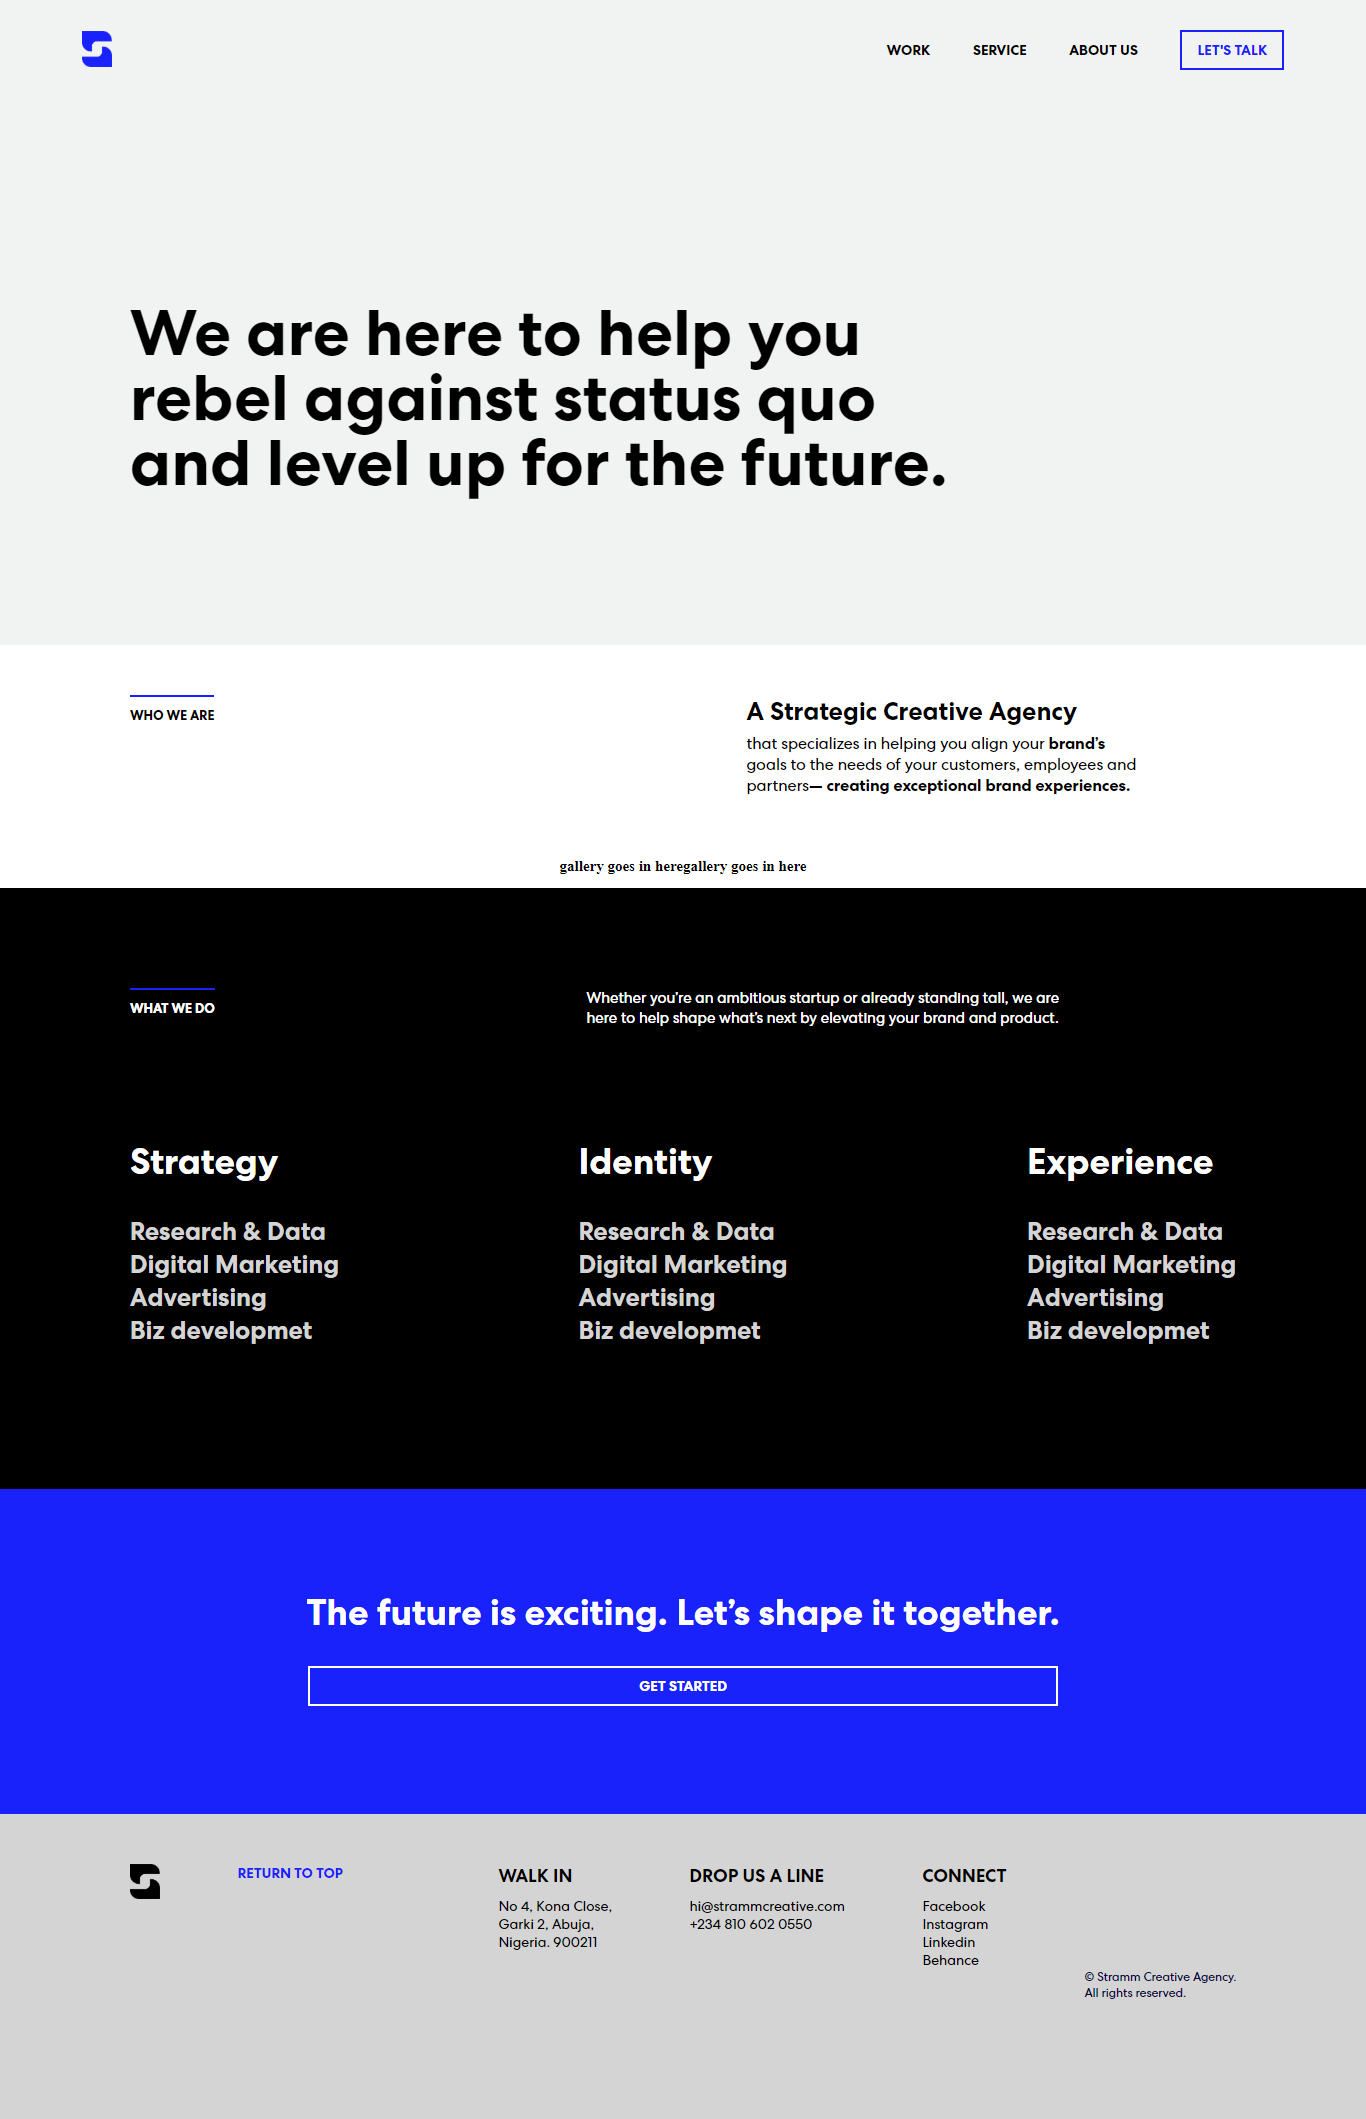 WORK
SERVICE
ABOUT US
LET'S TALK
We are here to help you
rebel against status quo
and level up for the future.
WHO WE ARE
A Strategic Creative Agency
that specializes in helping you align your brand’s
goals to the needs of your customers, employees and
partners— creating exceptional brand experiences.
gallery goes in heregallery goes in here
WHAT WE DO
Whether you’re an ambitious startup or already standing tall, we are
here to help shape what’s next by elevating your brand and product.
Strategy
Research & Data
Digital Marketing
Advertising
Biz developmet
Identity
Research & Data
Digital Marketing
Advertising
Biz developmet
Experience
Research & Data
Digital Marketing
Advertising
Biz developmet
The future is exciting. Let’s shape it together.
GET STARTED
RETURN TO TOP
WALK IN
No 4, Kona Close,
Garki 2, Abuja,
Nigeria. 900211
DROP US A LINE
hi@strammcreative.com
+234 810 602 0550
CONNECT
Facebook
Instagram
Linkedin
Behance
© Stramm Creative Agency.
All rights reserved.